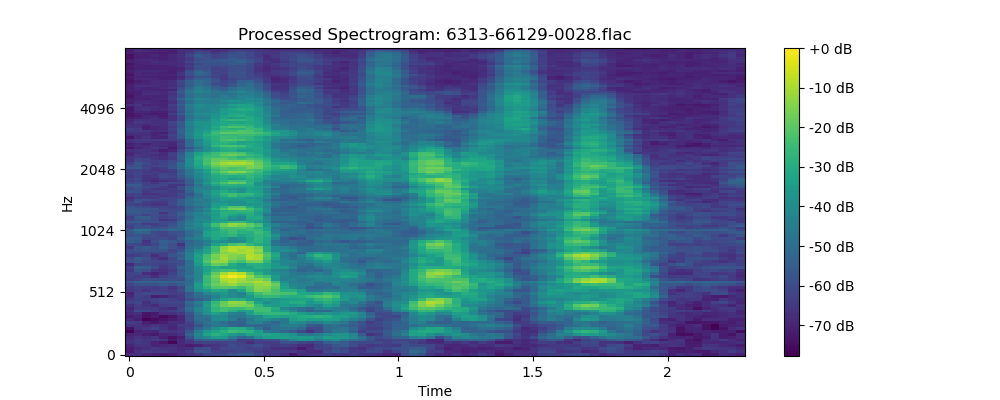 Processed Spectrogram: 6313-66129-0028.flac
Hz
4096
2048
1024
512
0
0
0.5
1
1.5
2
Time
+0 dB
-10 dB
-20 dB
-30 dB
-40 dB
-50 dB
-60 dB
-70 dB